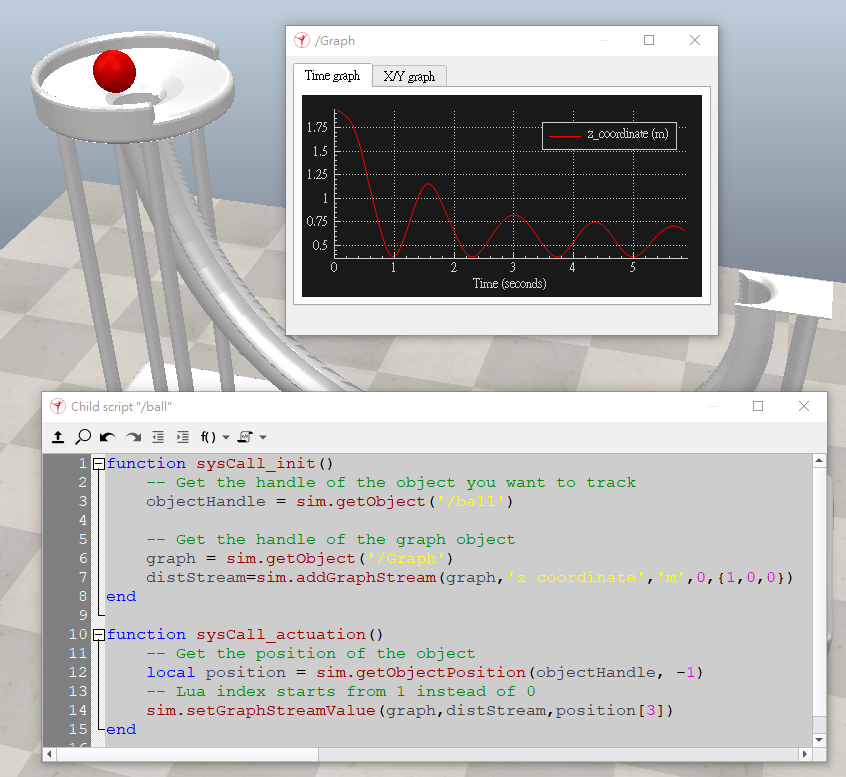 /Graph
Time graph
X/Y graph
z_coordinate (m)
1.75
1.5
1.25
1
0.75
0.5
0
1
2
3
4
5
Time (seconds)
Child script "/ball"
f()
1 function sysCall_init()
2 -- Get the handle of the object you want to track
3 objectHandle = sim.getObject('/ball')
4
5 -- Get the handle of the graph object
6 graph = sim.getObject('/Graph')
7 distStream=sim.addGraphStream(graph,'z_coordinate','m',0,{1,0,0})
8 end
9
10 function sysCall_actuation()
11 -- Get the position of the object
12 local position = sim.getObjectPosition(objectHandle, -1)
13 -- Lua index starts from 1 instead of 0
14 sim.setGraphStreamValue(graph,distStream,position[3])
15 end
16